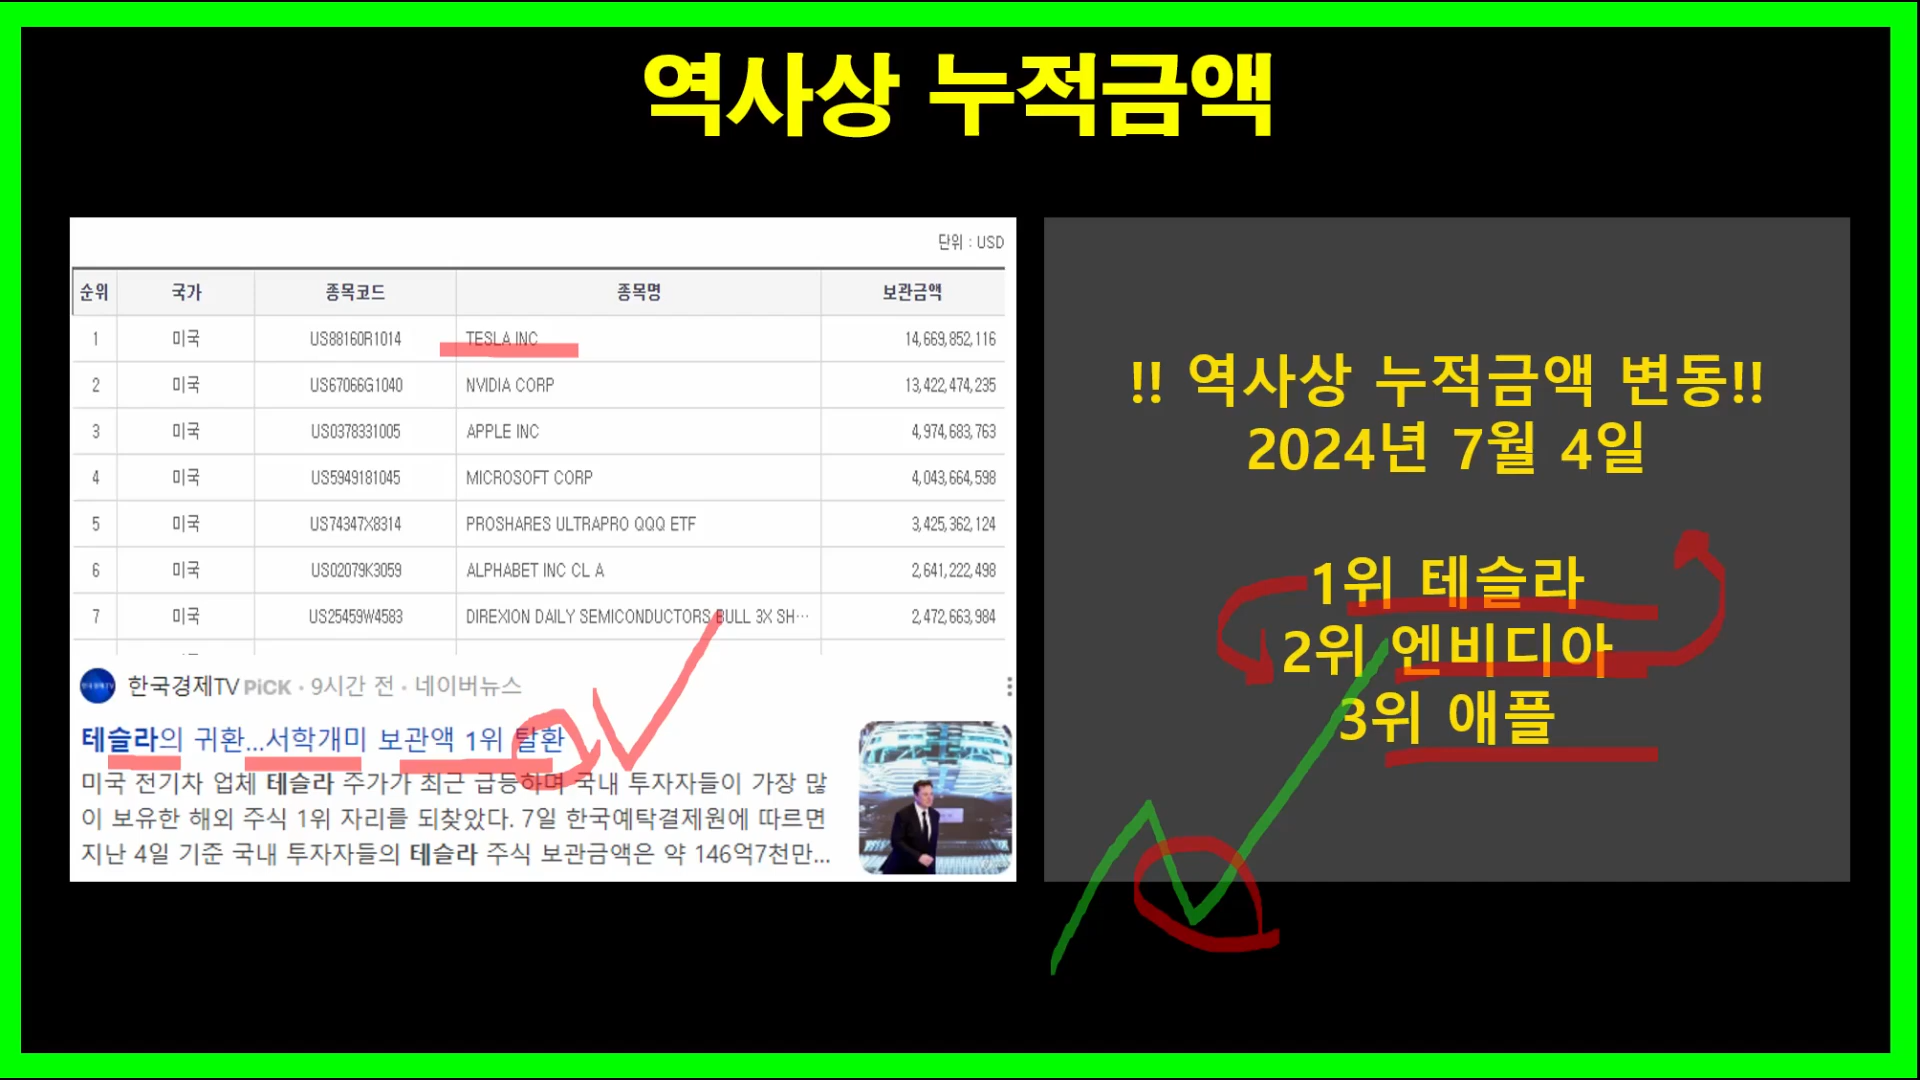 역사상 누적금액
단위 : USD
순위 국가 종목코드 종목명 보관금액
1 미국 US88160R1014 TESLA INC 14,669,852,116
2 미국 US67066G1040 NVIDIA CORP 13,422,474,235
3 미국 US0378331005 APPLE INC 4,974,683,763
4 미국 US5949181045 MICROSOFT CORP 4,043,664,598
5 미국 US74347X8314 PROSHARES ULTRAPRO QQQ ETF 3,425,362,124
6 미국 US02079K3059 ALPHABET INC CL A 2,641,222,498
7 미국 US25459W4583 DIREXION DAILY SEMICONDUCTORS BULL 3X SH··· 2,472,663,984
한국경제TV PiCK · 9시간 전 · 네이버뉴스
테슬라의 귀환...서학개미 보관액 1위 탈환
미국 전기차 업체 테슬라 주가가 최근 급등하며 국내 투자자들이 가장 많
이 보유한 해외 주식 1위 자리를 되찾았다. 7일 한국예탁결제원에 따르면
지난 4일 기준 국내 투자자들의 테슬라 주식 보관금액은 약 146억7천만...
!! 역사상 누적금액 변동!!
2024년 7월 4일
1위 테슬라
2위 엔비디아
3위 애플